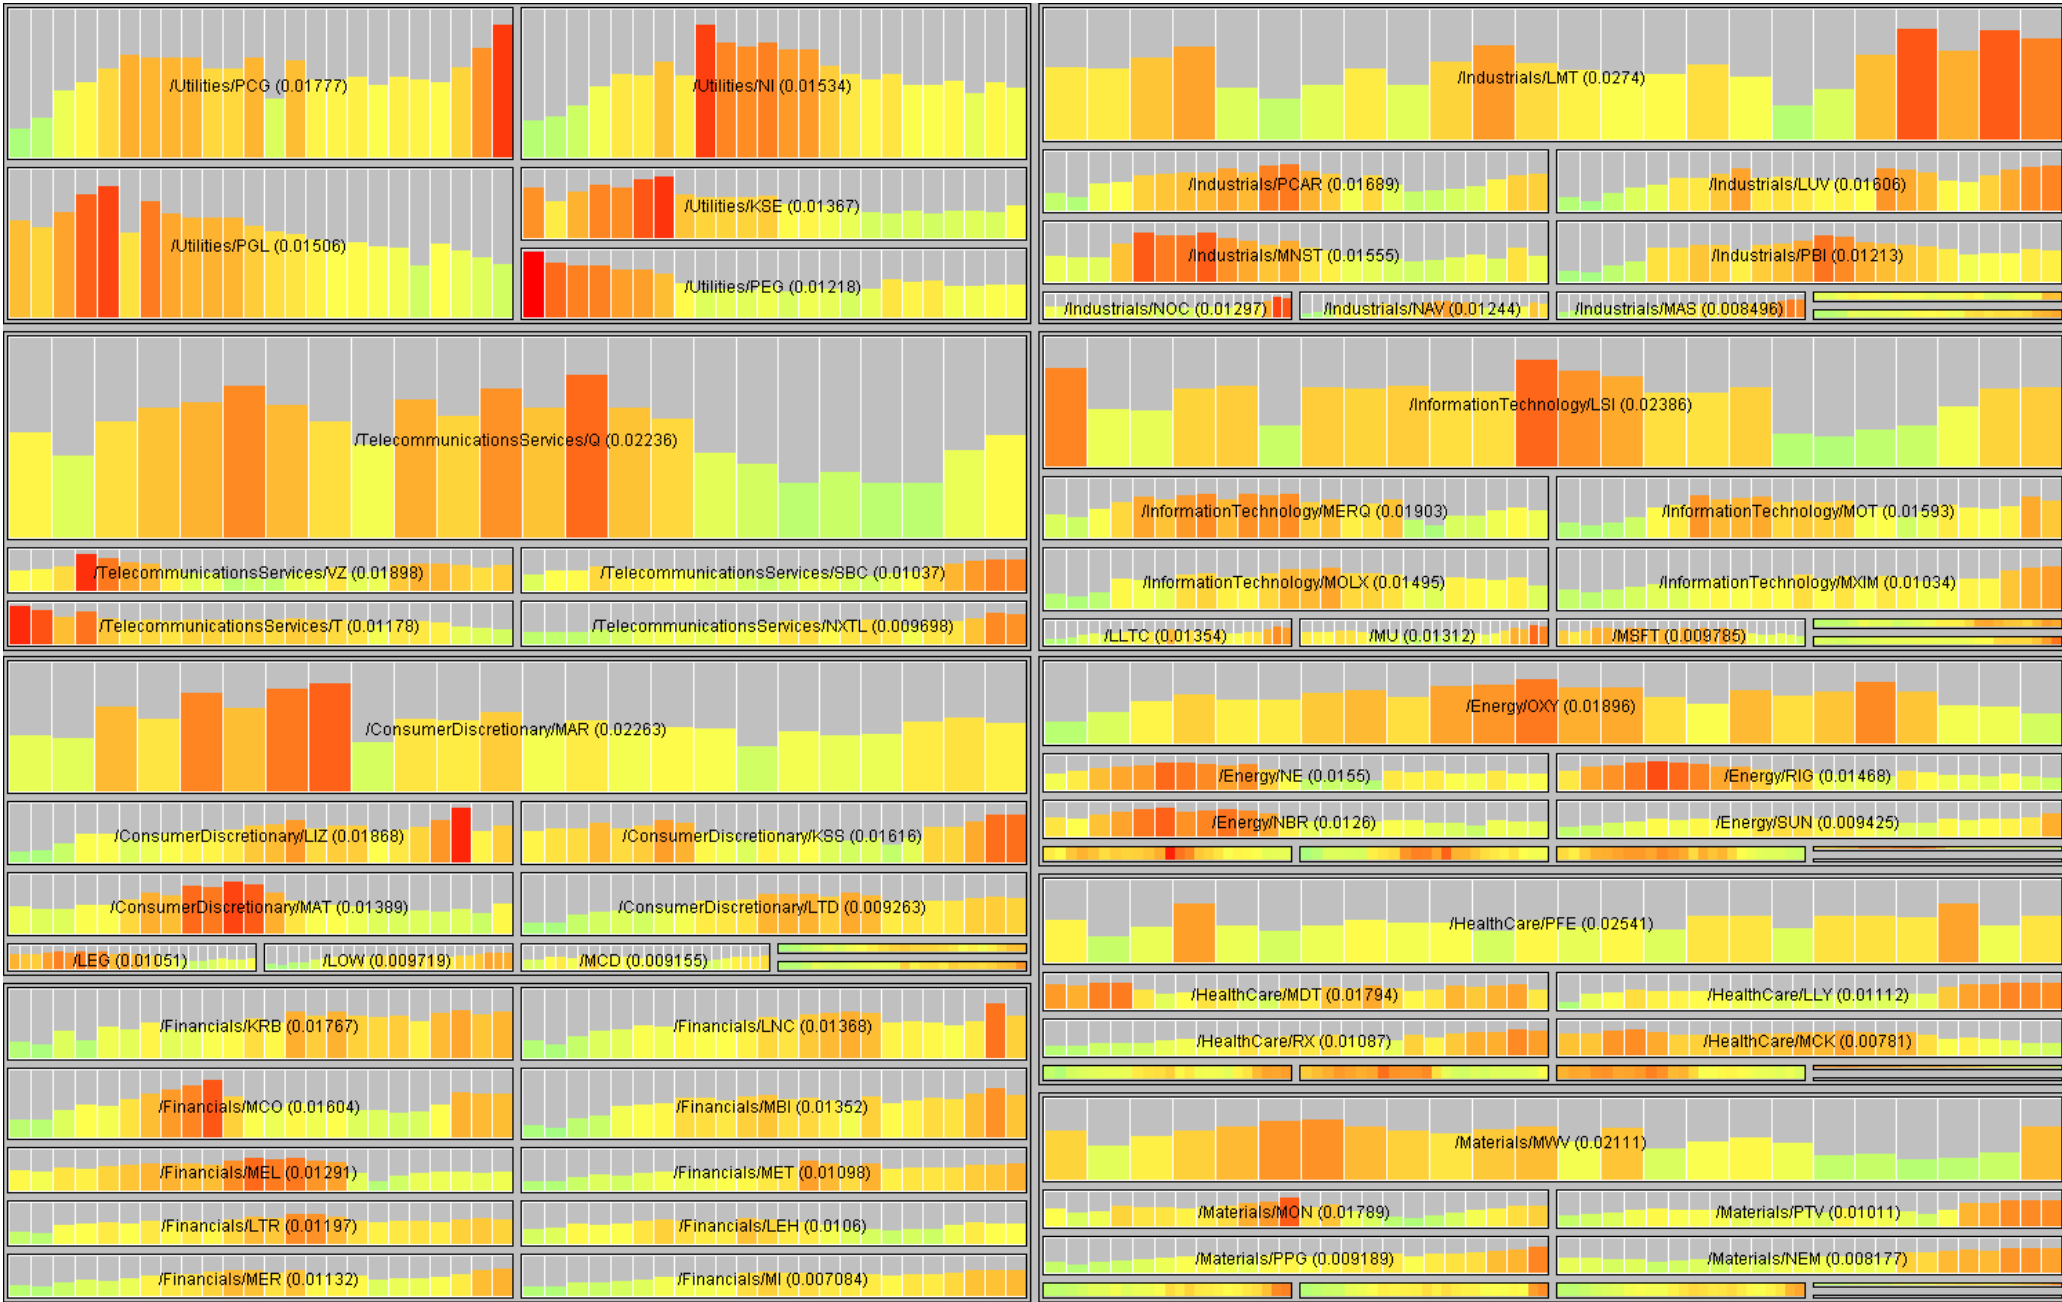 /Utilities/PCG (0.01777)
/Utilities/NI (0.01534)
/Utilities/PGL (0.01506)
/Utilities/KSE (0.01367)
/Utilities/PEG (0.01218)
/Industrials/LMT (0.0274)
/Industrials/PCAR (0.01689)
/Industrials/LUV (0.01606)
/Industrials/MNST (0.01555)
/Industrials/PBI (0.01213)
/Industrials/NOC (0.01297)
/Industrials/NAV (0.01244)
/Industrials/MAS (0.008496)
/TelecommunicationsServices/Q (0.02236)
/TelecommunicationsServices/VZ (0.01898)
/TelecommunicationsServices/SBC (0.01037)
/TelecommunicationsServices/T (0.01178)
/TelecommunicationsServices/NXTL (0.009698)
/InformationTechnology/LSI (0.02386)
/InformationTechnology/MERQ (0.01903)
/InformationTechnology/MOT (0.01593)
/InformationTechnology/MOLX (0.01495)
/InformationTechnology/MXIM (0.01034)
/LLTC (0.01354)
/MU (0.01312)
/MSFT (0.009785)
/ConsumerDiscretionary/MAR (0.02263)
/ConsumerDiscretionary/LIZ (0.01868)
/ConsumerDiscretionary/KSS (0.01616)
/ConsumerDiscretionary/MAT (0.01389)
/ConsumerDiscretionary/LTD (0.009263)
/LEG (0.01051)
/LOW (0.009719)
/MCD (0.009155)
/Energy/OXY (0.01896)
/Energy/NE (0.0155)
/Energy/RIG (0.01468)
/Energy/NBR (0.0126)
/Energy/SUN (0.009425)
/HealthCare/PFE (0.02541)
/HealthCare/MDT (0.01794)
/HealthCare/LLY (0.01112)
/HealthCare/RX (0.01087)
/HealthCare/MCK (0.00781)
/Financials/KRB (0.01767)
/Financials/LNC (0.01368)
/Financials/MCO (0.01604)
/Financials/MBI (0.01352)
/Financials/MEL (0.01291)
/Financials/MET (0.01098)
/Financials/LTR (0.01197)
/Financials/LEH (0.0106)
/Financials/MER (0.01132)
/Financials/MI (0.007084)
/Materials/MWV (0.02111)
/Materials/MON (0.01789)
/Materials/PTV (0.01011)
/Materials/PPG (0.009189)
/Materials/NEM (0.008177)